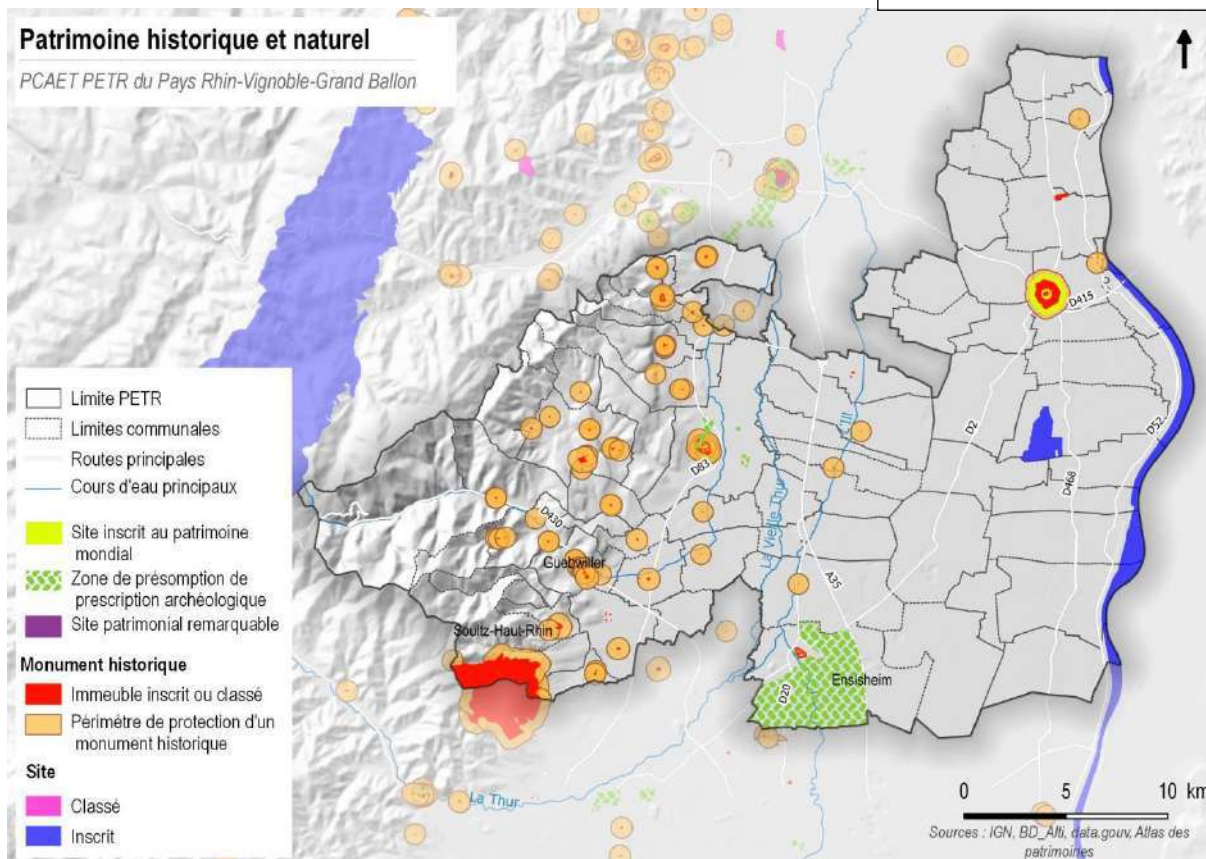 Patrimoine historique et naturel
PCAET PETR du Pays Rhin-Vignoble-Grand Ballon
Limite PETR
Limites communales
Routes principales
Cours d'eau principaux
Site inscrit au patrimoine
mondial
Zone de présomption de
prescription archéologique
Site patrimonial remarquable
Monument historique
Immeuble inscrit ou classé
Périmètre de protection d'un
monument historique
Site
Classé
Inscrit
D415
D2
D52
D468
L'Ill
D83
La Vieille Thur
D430
Guebwiller
A35
Soultz-Haut-Rhin
Ensisheim
D20
La Thur
0 5 10 km
Sources : IGN, BD_Alti, data.gouv, Atlas des
patrimoines